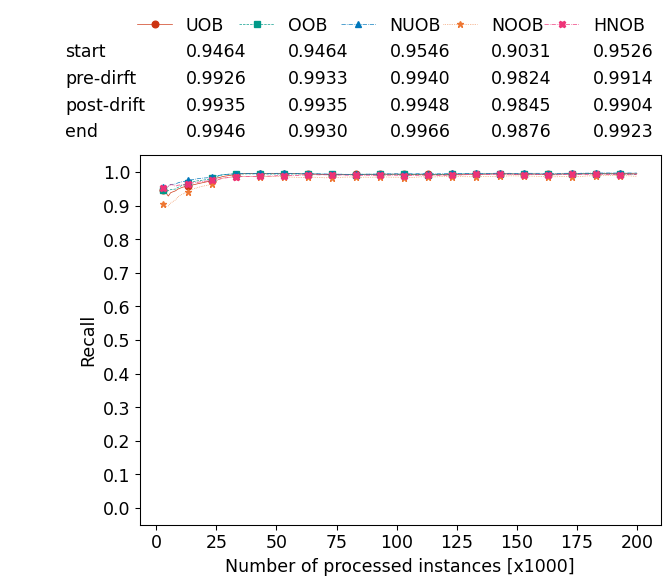 UOB OOB NUOB NOOB HNOB
start 0.9464 0.9464 0.9546 0.9031 0.9526
pre-dirft 0.9926 0.9933 0.9940 0.9824 0.9914
post-drift 0.9935 0.9935 0.9948 0.9845 0.9904
end 0.9946 0.9930 0.9966 0.9876 0.9923
1.0
0.9
0.8
0.7
0.6
0.5
0.4
0.3
0.2
0.1
0.0
Recall
0 25 50 75 100 125 150 175 200
Number of processed instances [x1000]